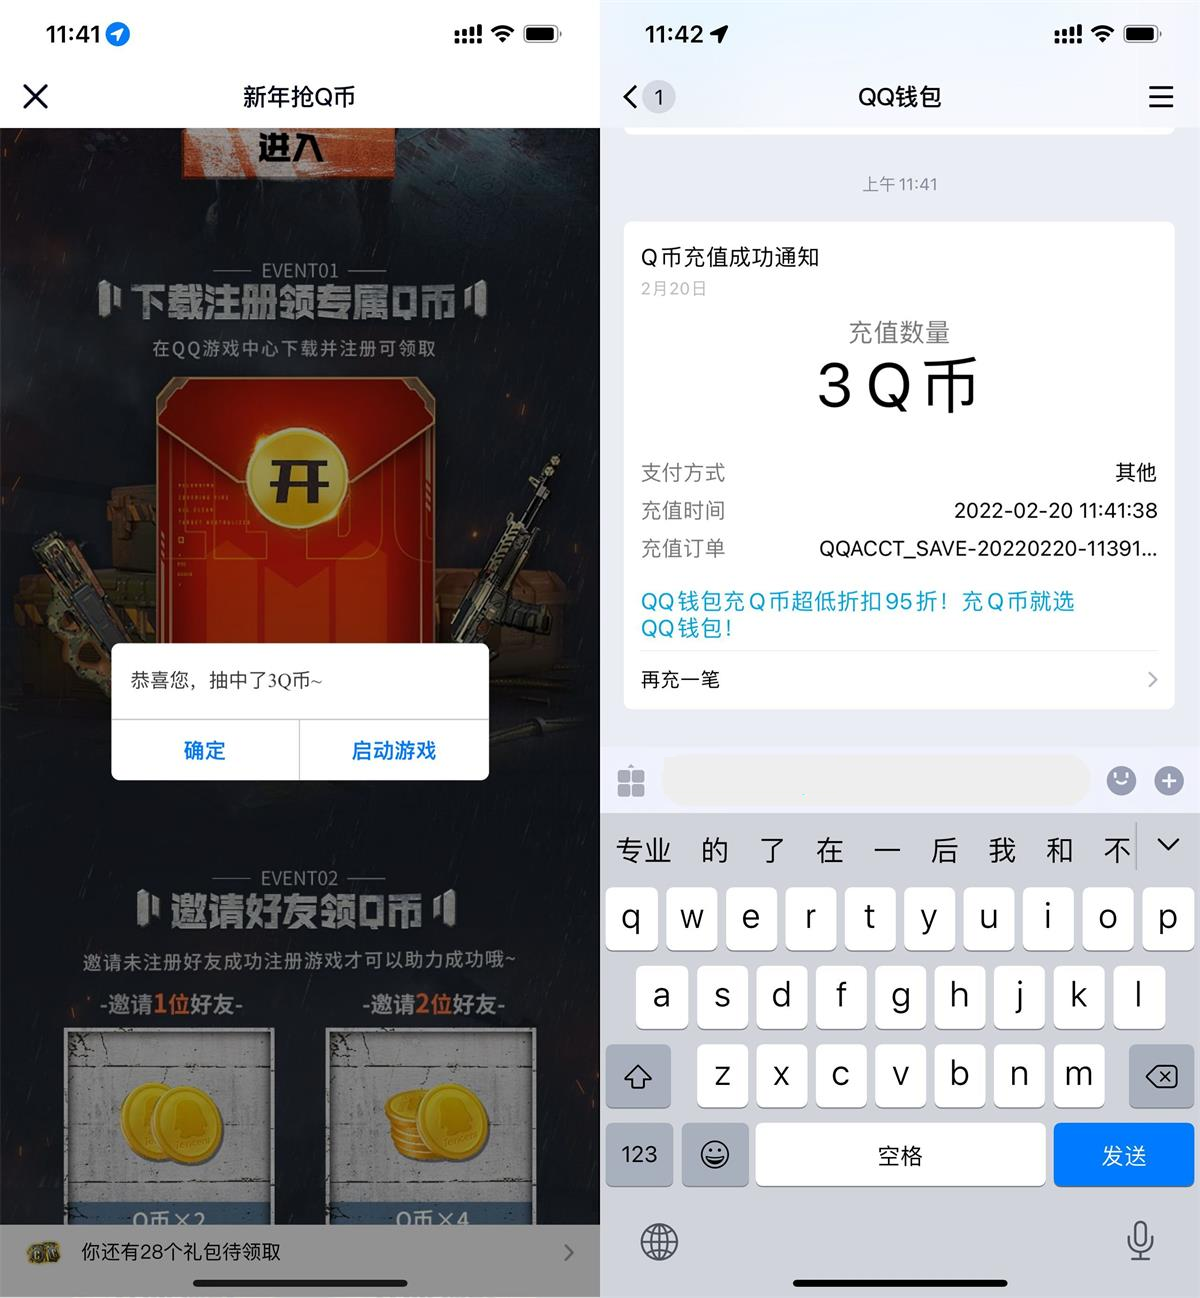 11:41
新年抢Q币
进入
EVENT01
下载注册领专属Q币
在QQ游戏中心下载并注册可领取
开
恭喜您，抽中了3Q币~
确定
启动游戏
EVENT02
邀请好友领Q币
邀请未注册好友成功注册游戏才可以助力成功哦~
-邀请1位好友-
-邀请2位好友-
Q币×2
Q币×4
你还有28个礼包待领取
11:42
1
QQ钱包
上午 11:41
Q币充值成功通知
2月20日
充值数量
3Q币
支付方式
其他
充值时间
2022-02-20 11:41:38
充值订单
QQACCT_SAVE-20220220-11391...
QQ钱包充Q币超低折扣95折！充Q币就选
QQ钱包！
再充一笔
专业 的 了 在 一 后 我 和 不
q w e r t y u i o p
a s d f g h j k l
z x c v b n m
123
空格
发送